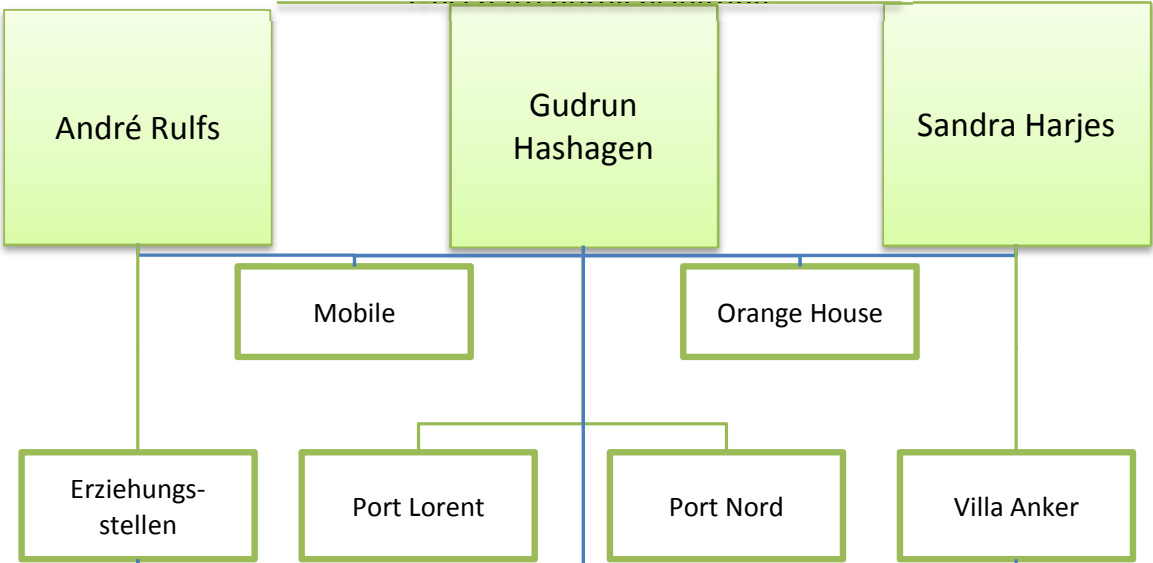 André Rulfs
Gudrun
Hashagen
Sandra Harjes
Mobile
Orange House
Erziehungs-
stellen
Port Lorent
Port Nord
Villa Anker